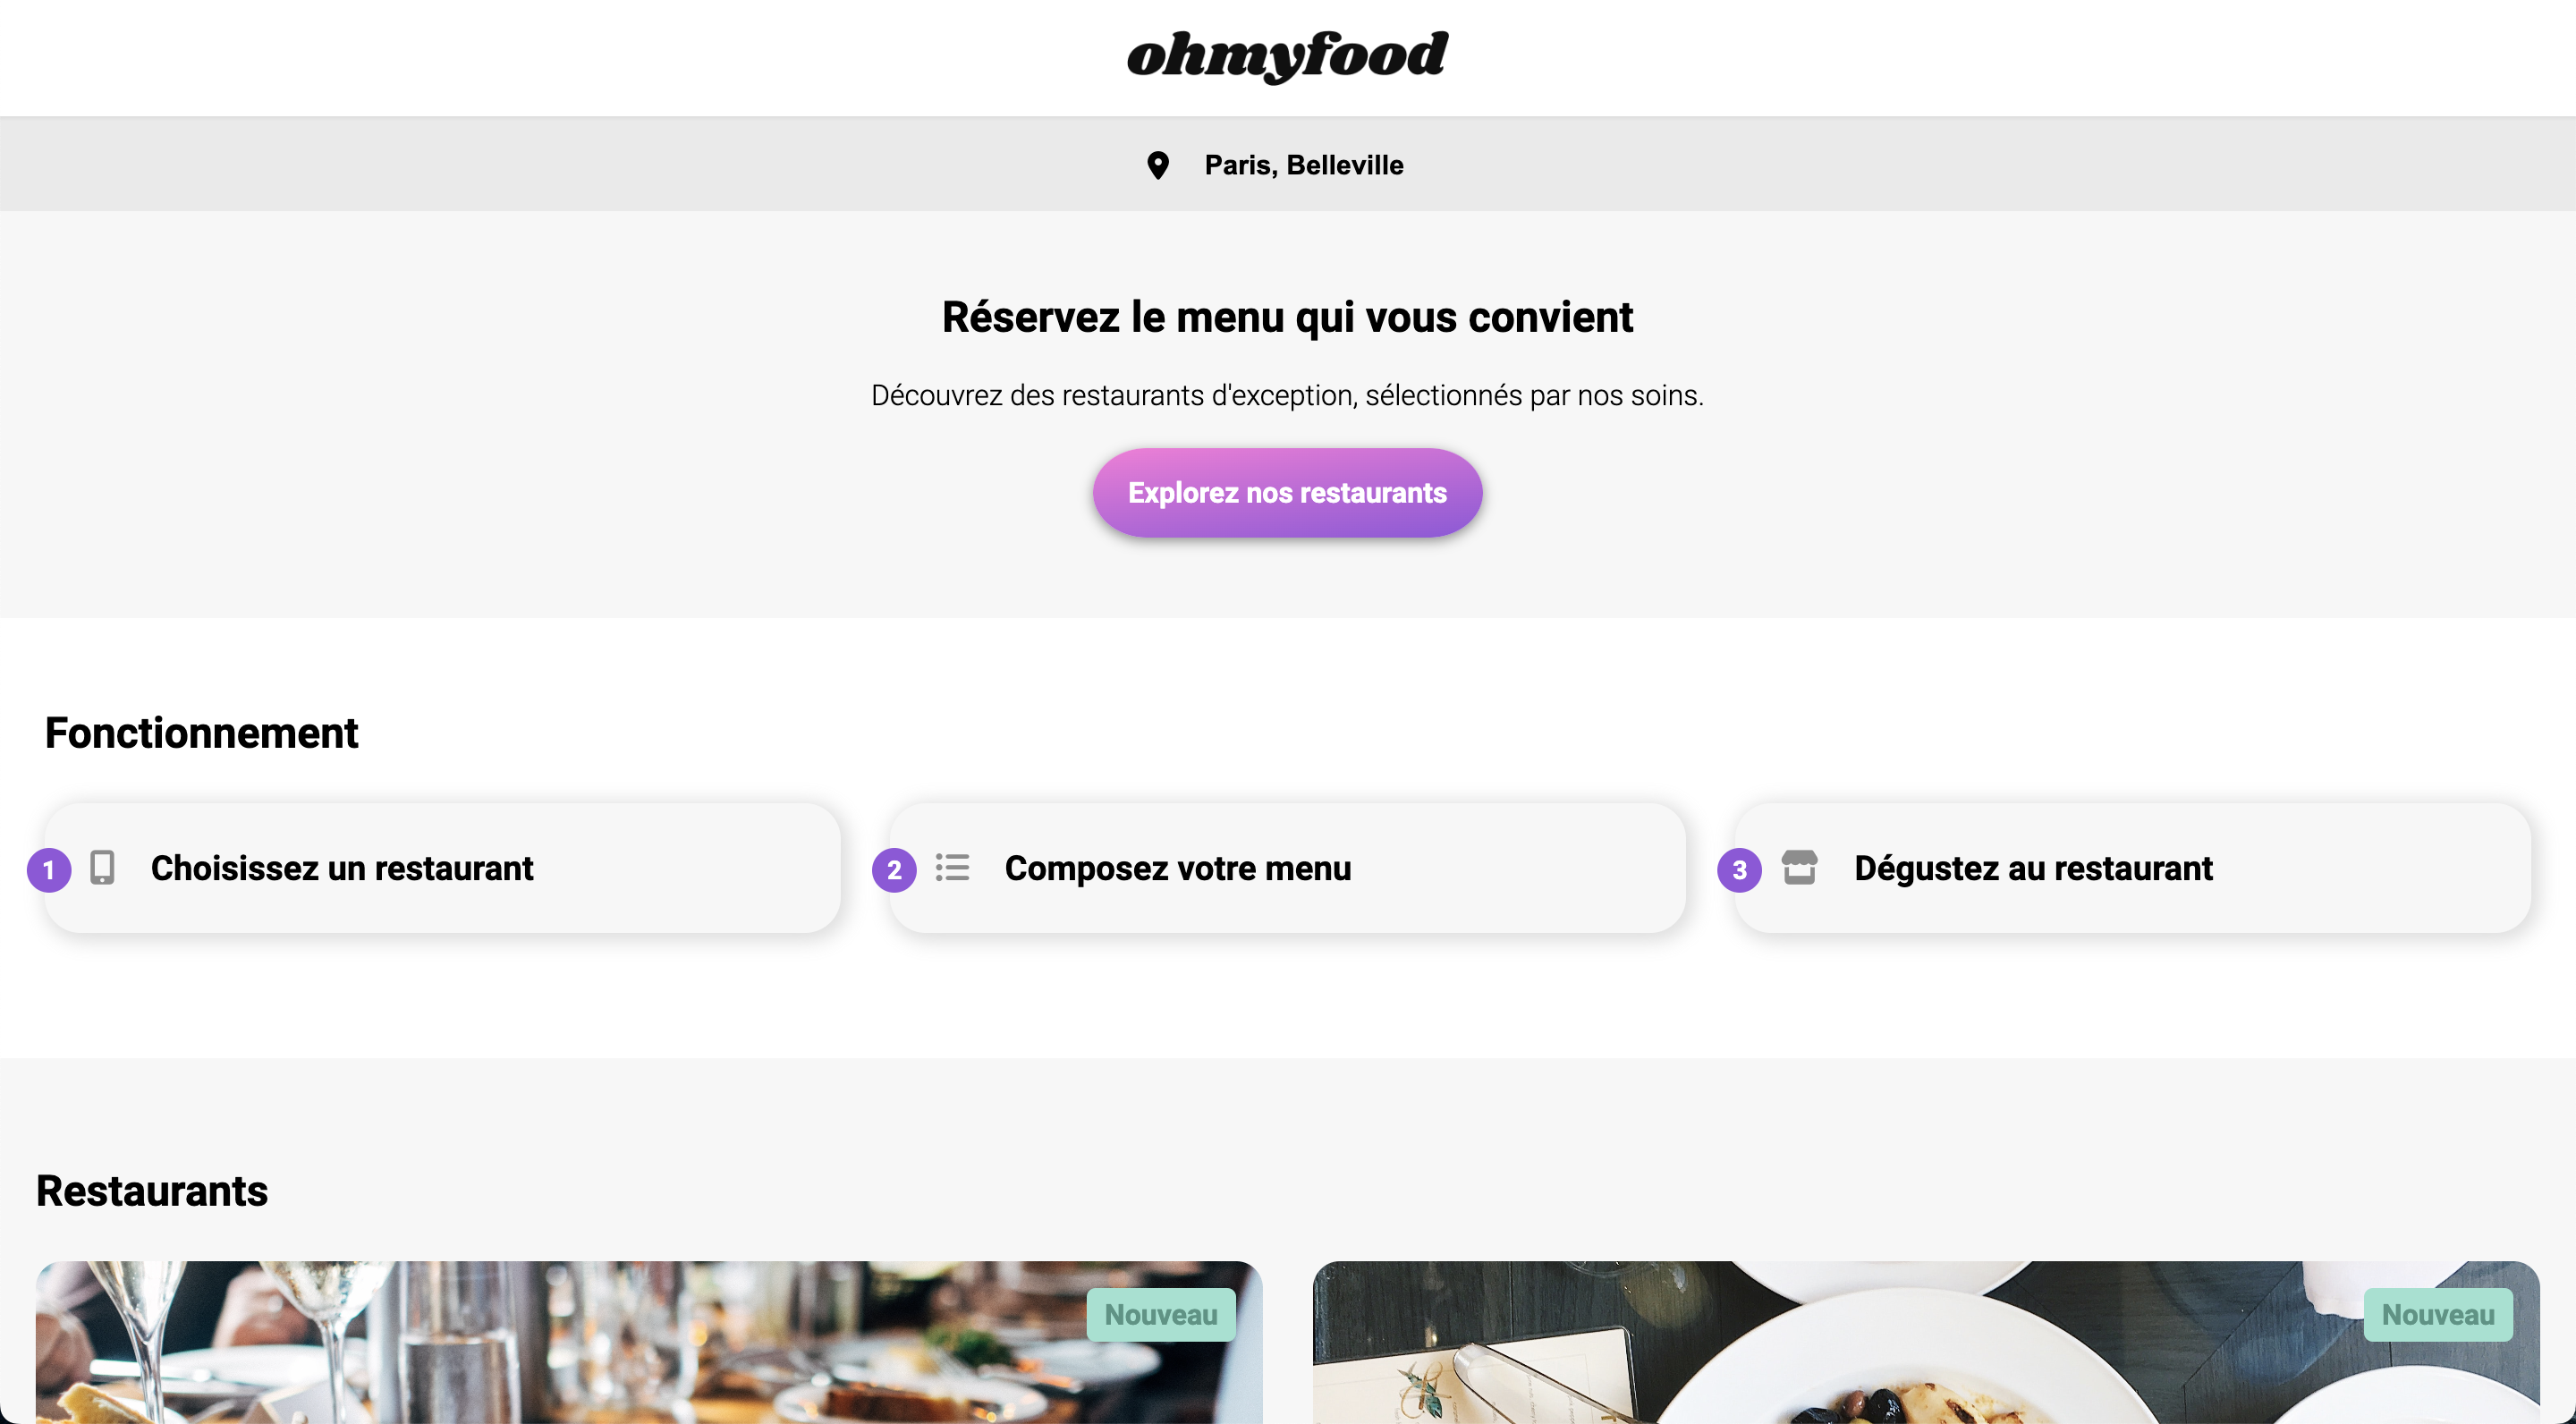 ohmyfood
Paris, Belleville
Réservez le menu qui vous convient
Découvrez des restaurants d'exception, sélectionnés par nos soins.
Explorez nos restaurants
Fonctionnement
1 Choisissez un restaurant
2 Composez votre menu
3 Dégustez au restaurant
Restaurants
Nouveau
Nouveau